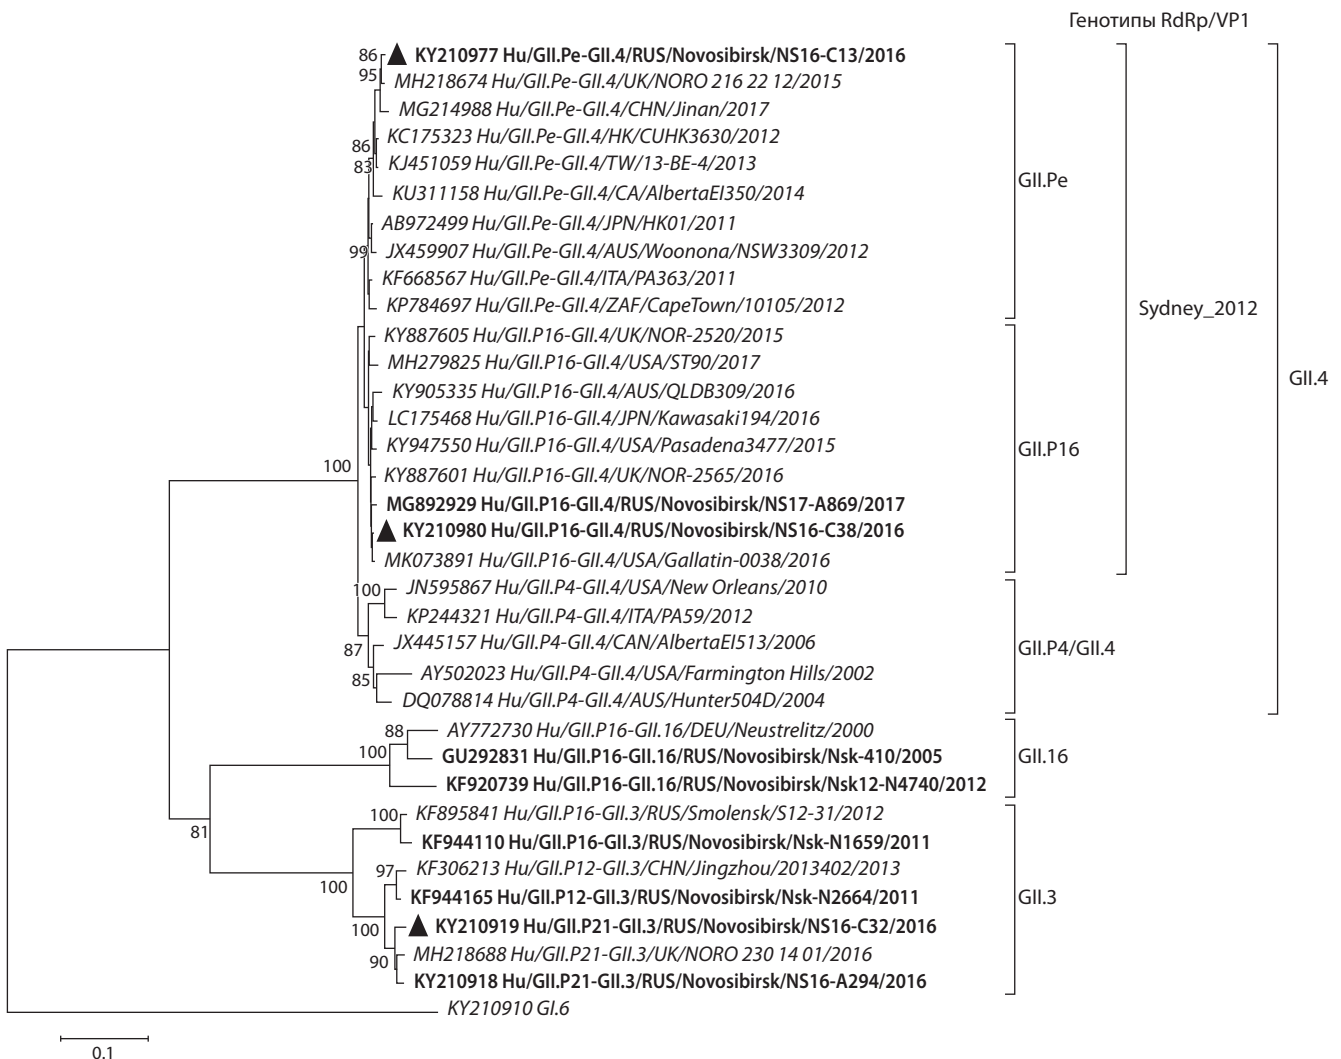 Генотипы RdRp/VP1
86
KY210977 Hu/GII.Pe-GII.4/RUS/Novosibirsk/NS16-C13/2016
95
MH218674 Hu/GII.Pe-GII.4/UK/NORO 216 22 12/2015
MG214988 Hu/GII.Pe-GII.4/CHN/Jinan/2017
KC175323 Hu/GII.Pe-GII.4/HK/CUHK3630/2012
86
KJ451059 Hu/GII.Pe-GII.4/TW/13-BE-4/2013
83
GII.Pe
KU311158 Hu/GII.Pe-GII.4/CA/AlbertaEI350/2014
AB972499 Hu/GII.Pe-GII.4/JPN/HK01/2011
99
JX459907 Hu/GII.Pe-GII.4/AUS/Woonona/NSW3309/2012
KF668567 Hu/GII.Pe-GII.4/ITA/PA363/2011
KP784697 Hu/GII.Pe-GII.4/ZAF/CapeTown/10105/2012
Sydney_2012
KY887605 Hu/GII.P16-GII.4/UK/NOR-2520/2015
MH279825 Hu/GII.P16-GII.4/USA/ST90/2017
GII.4
KY905335 Hu/GII.P16-GII.4/AUS/QLDB309/2016
LC175468 Hu/GII.P16-GII.4/JPN/Kawasaki194/2016
KY947550 Hu/GII.P16-GII.4/USA/Pasadena3477/2015
GII.P16
100
KY887601 Hu/GII.P16-GII.4/UK/NOR-2565/2016
MG892929 Hu/GII.P16-GII.4/RUS/Novosibirsk/NS17-A869/2017
KY210980 Hu/GII.P16-GII.4/RUS/Novosibirsk/NS16-C38/2016
MK073891 Hu/GII.P16-GII.4/USA/Gallatin-0038/2016
100
JN595867 Hu/GII.P4-GII.4/USA/New Orleans/2010
KP244321 Hu/GII.P4-GII.4/ITA/PA59/2012
87
JX445157 Hu/GII.P4-GII.4/CAN/AlbertaEI513/2006
GII.P4/GII.4
AY502023 Hu/GII.P4-GII.4/USA/Farmington Hills/2002
85
DQ078814 Hu/GII.P4-GII.4/AUS/Hunter504D/2004
88
AY772730 Hu/GII.P16-GII.16/DEU/Neustrelitz/2000
100
GU292831 Hu/GII.P16-GII.16/RUS/Novosibirsk/Nsk-410/2005
GII.16
KF920739 Hu/GII.P16-GII.16/RUS/Novosibirsk/Nsk12-N4740/2012
81
100
KF895841 Hu/GII.P16-GII.3/RUS/Smolensk/S12-31/2012
KF944110 Hu/GII.P16-GII.3/RUS/Novosibirsk/Nsk-N1659/2011
97
KF306213 Hu/GII.P12-GII.3/CHN/Jingzhou/2013402/2013
100
KF944165 Hu/GII.P12-GII.3/RUS/Novosibirsk/Nsk-N2664/2011
GII.3
100
KY210919 Hu/GII.P21-GII.3/RUS/Novosibirsk/NS16-C32/2016
MH218688 Hu/GII.P21-GII.3/UK/NORO 230 14 01/2016
90
KY210918 Hu/GII.P21-GII.3/RUS/Novosibirsk/NS16-A294/2016
KY210910 GI.6
0.1